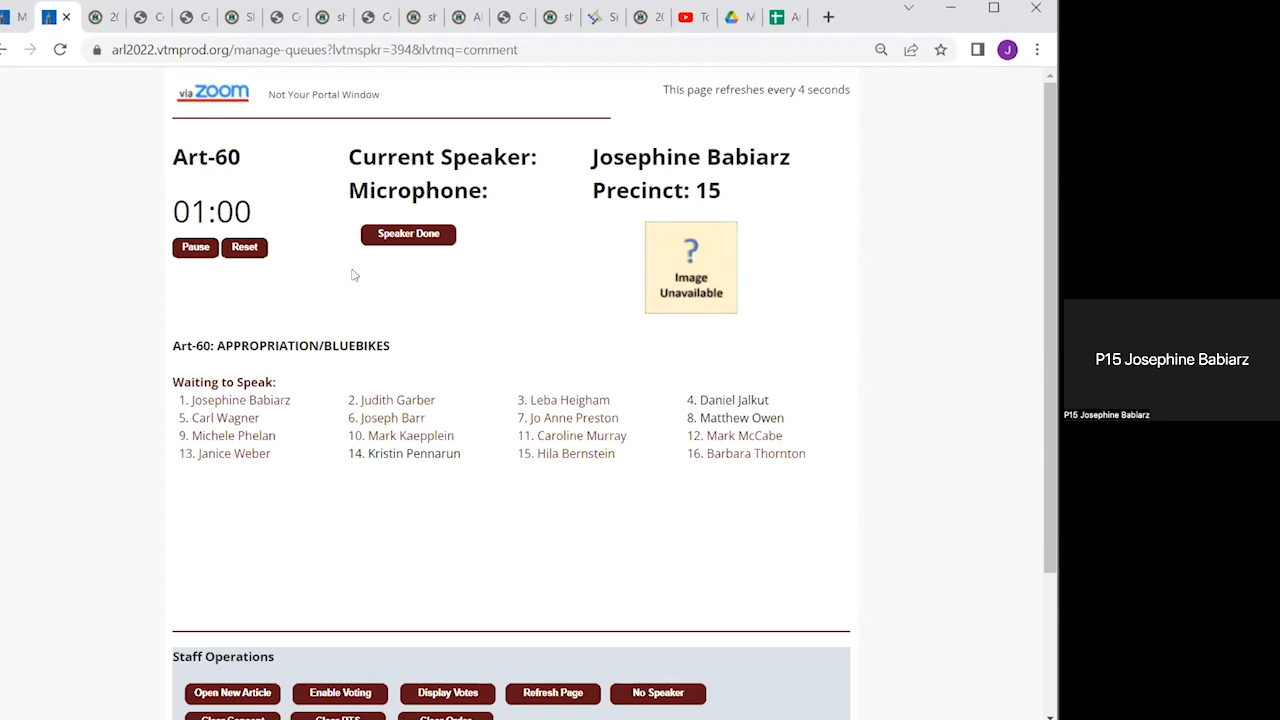 arl2022.vtmprod.org/manage-queues?lvtmspkr=394&lvtmq=comment
J
via zoom
Not Your Portal Window
This page refreshes every 4 seconds
Art-60
Current Speaker:
Josephine Babiarz
Microphone:
Precinct: 15
01:00
Pause
Reset
Speaker Done
?
Image
Unavailable
Art-60: APPROPRIATION/BLUEBIKES
Waiting to Speak:
1. Josephine Babiarz
2. Judith Garber
3. Leba Heigham
4. Daniel Jalkut
5. Carl Wagner
6. Joseph Barr
7. Jo Anne Preston
8. Matthew Owen
9. Michele Phelan
10. Mark Kaepplein
11. Caroline Murray
12. Mark McCabe
13. Janice Weber
14. Kristin Pennarun
15. Hila Bernstein
16. Barbara Thornton
Staff Operations
Open New Article
Enable Voting
Display Votes
Refresh Page
No Speaker
P15 Josephine Babiarz
P15 Josephine Babiarz